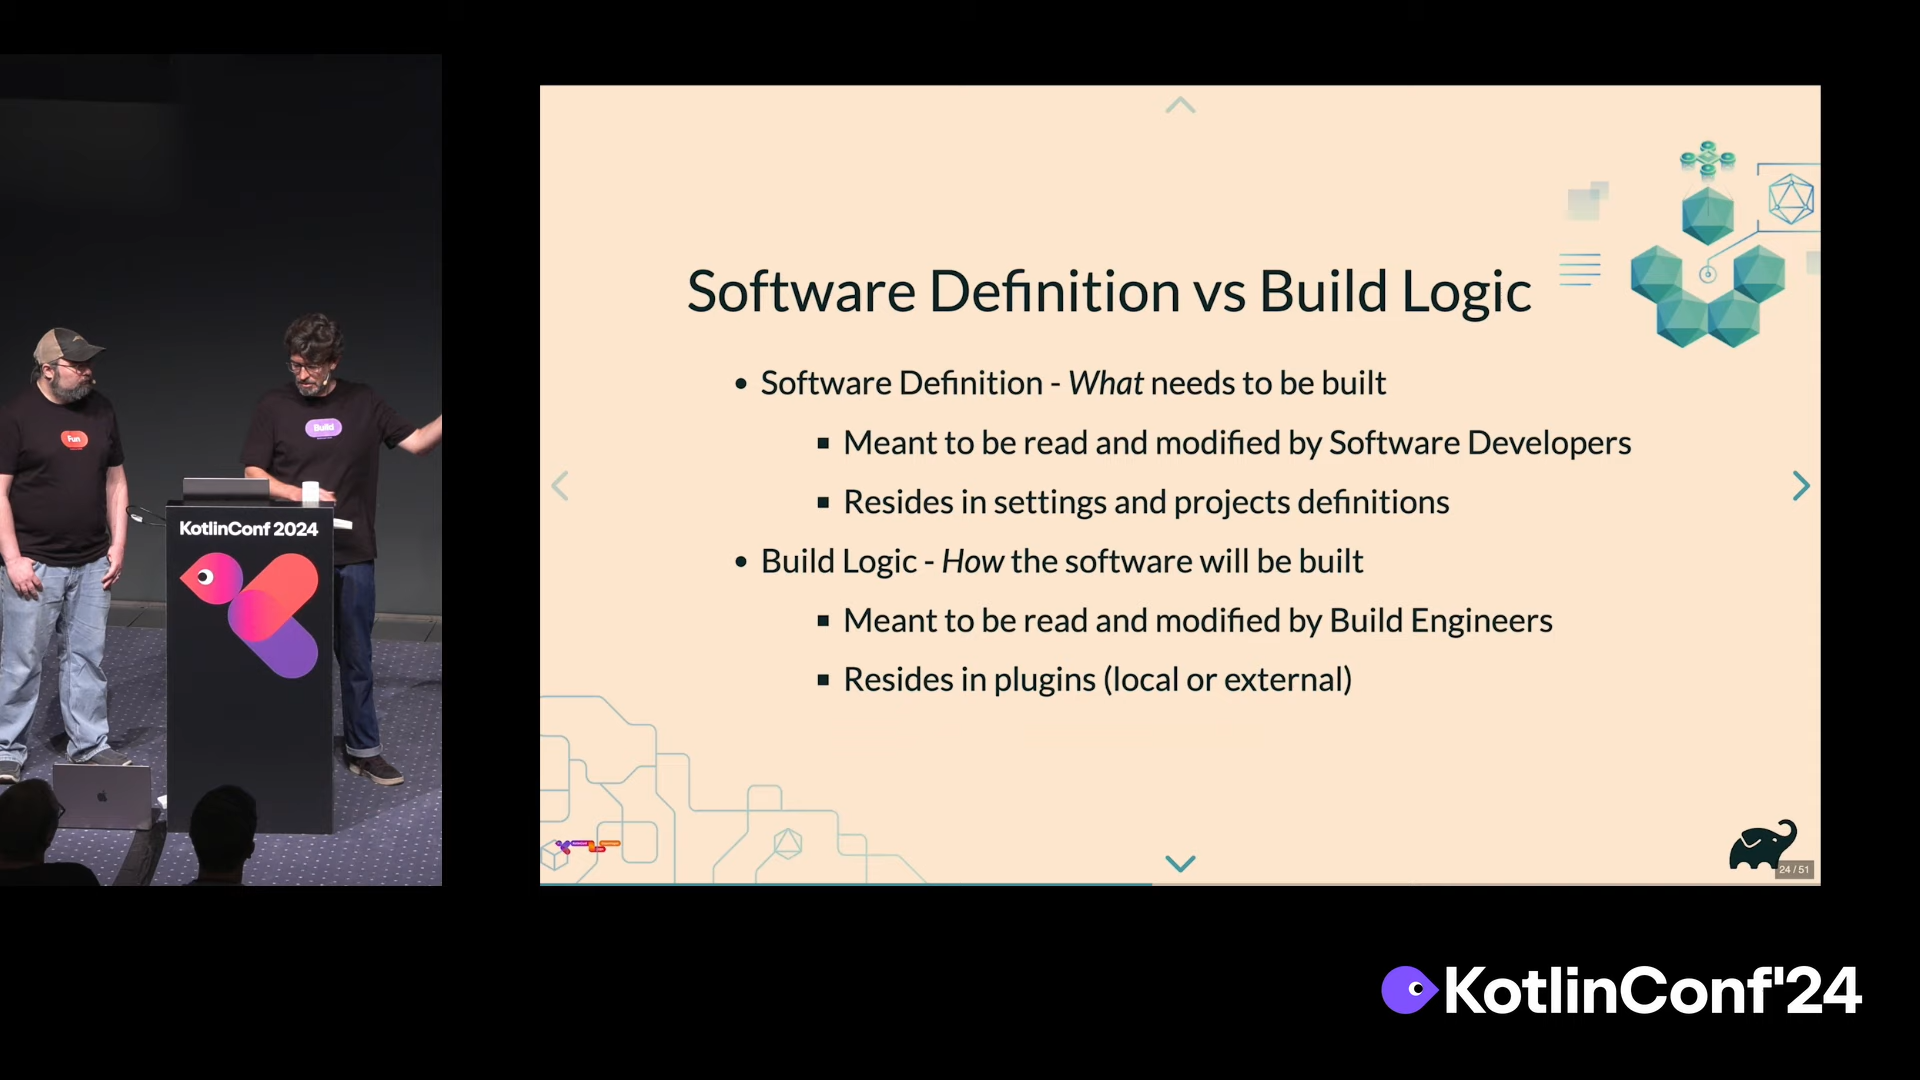 Fun
Build
KotlinConf 2024
Software Definition vs Build Logic
• Software Definition - What needs to be built
▪ Meant to be read and modified by Software Developers
▪ Resides in settings and projects definitions
• Build Logic - How the software will be built
▪ Meant to be read and modified by Build Engineers
▪ Resides in plugins (local or external)
24 / 51
KotlinConf'24